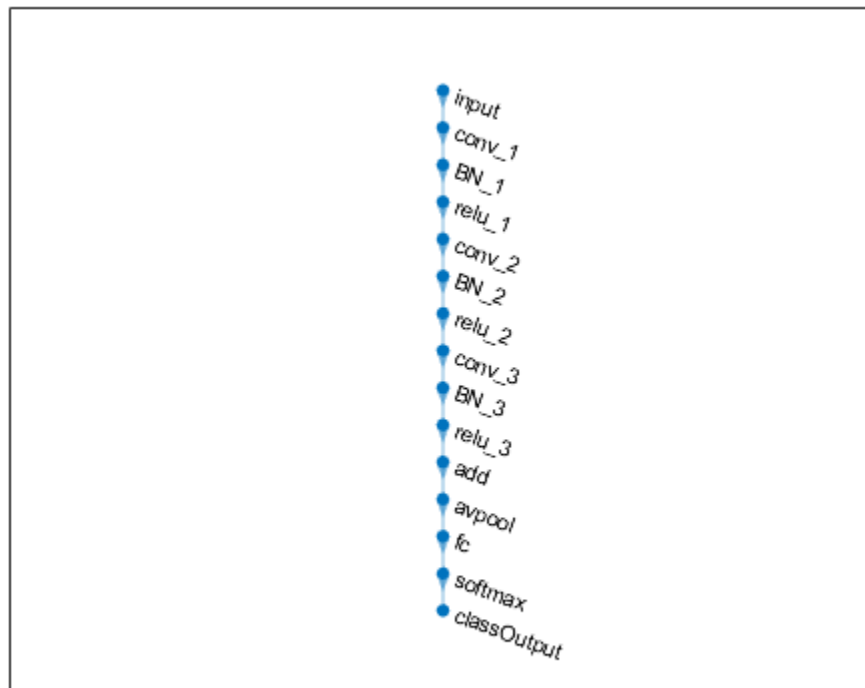 input
conv_1
BN_1
relu_1
conv_2
BN_2
relu_2
conv_3
BN_3
relu_3
add
avpool
fc
softmax
classOutput